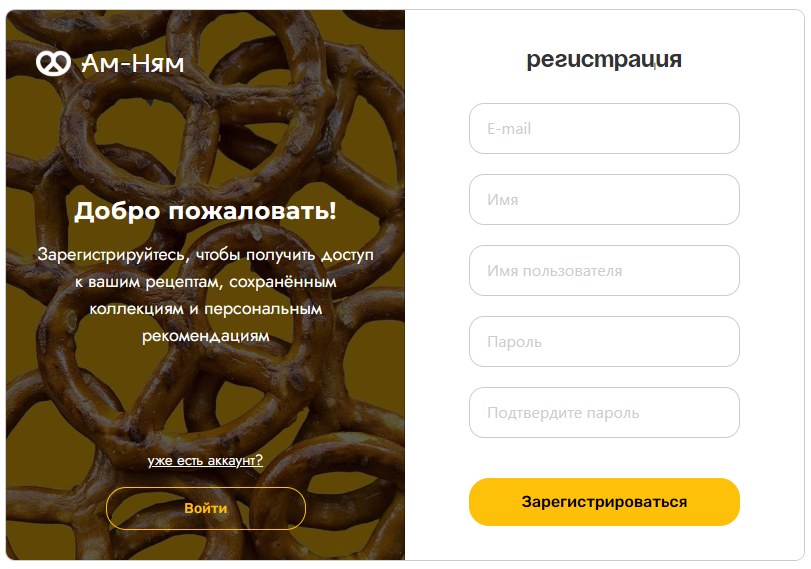 Ам-Ням
Добро пожаловать!
Зарегистрируйтесь, чтобы получить доступ
к вашим рецептам, сохранённым
коллекциям и персональным
рекомендациям
уже есть аккаунт?
Войти
регистрация
E-mail
Имя
Имя пользователя
Пароль
Подтвердите пароль
Зарегистрироваться